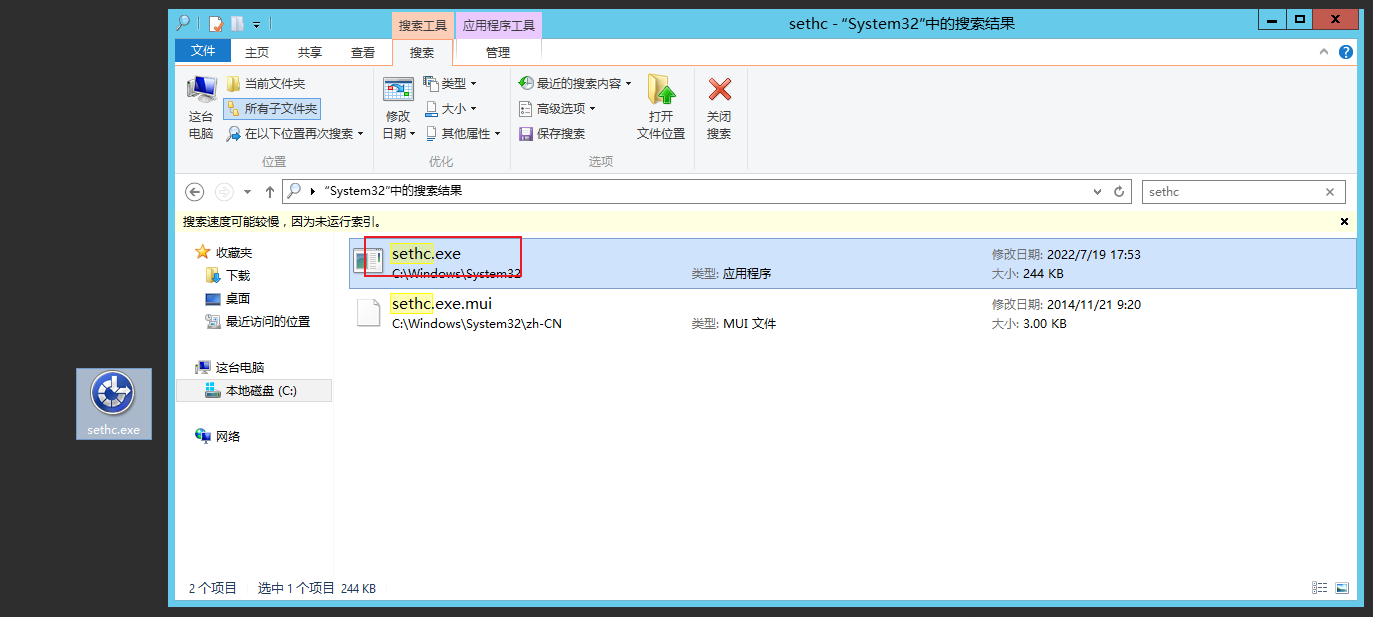 搜索工具
应用程序工具
sethc - “System32”中的搜索结果
文件
主页
共享
查看
搜索
管理
这台
电脑
当前文件夹
所有子文件夹
在以下位置再次搜索
位置
修改
日期
类型
大小
其他属性
优化
最近的搜索内容
高级选项
保存搜索
打开
文件位置
选项
关闭
搜索
“System32”中的搜索结果
sethc
搜索速度可能较慢，因为未运行索引。
收藏夹
下载
桌面
最近访问的位置
这台电脑
本地磁盘 (C:)
网络
sethc.exe
C:\Windows\System32
类型: 应用程序
修改日期: 2022/7/19 17:53
大小: 244 KB
sethc.exe.mui
C:\Windows\System32\zh-CN
类型: MUI 文件
修改日期: 2014/11/21 9:20
大小: 3.00 KB
sethc.exe
2 个项目 选中 1 个项目 244 KB